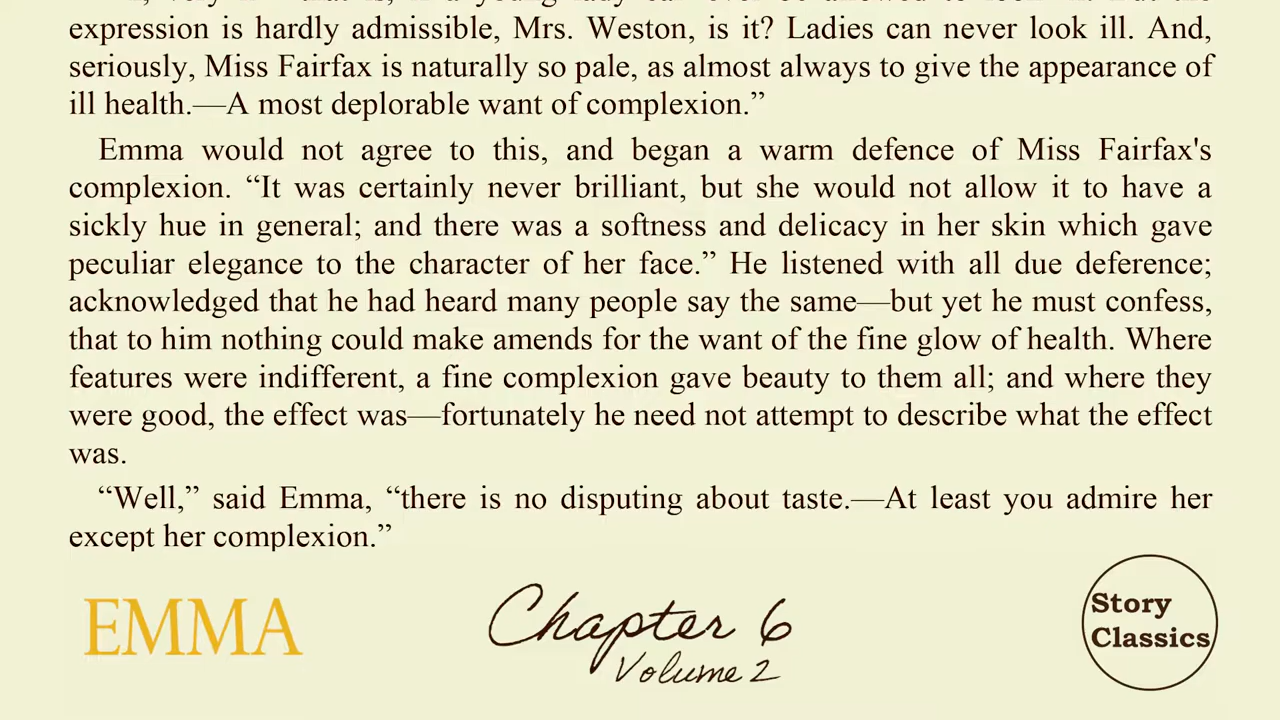 expression is hardly admissible, Mrs. Weston, is it? Ladies can never look ill. And,
seriously, Miss Fairfax is naturally so pale, as almost always to give the appearance of
ill health.—A most deplorable want of complexion.”
Emma would not agree to this, and began a warm defence of Miss Fairfax's
complexion. “It was certainly never brilliant, but she would not allow it to have a
sickly hue in general; and there was a softness and delicacy in her skin which gave
peculiar elegance to the character of her face.” He listened with all due deference;
acknowledged that he had heard many people say the same—but yet he must confess,
that to him nothing could make amends for the want of the fine glow of health. Where
features were indifferent, a fine complexion gave beauty to them all; and where they
were good, the effect was—fortunately he need not attempt to describe what the effect
was.
“Well,” said Emma, “there is no disputing about taste.—At least you admire her
except her complexion.”
EMMA
Chapter 6
Volume 2
Story
Classics